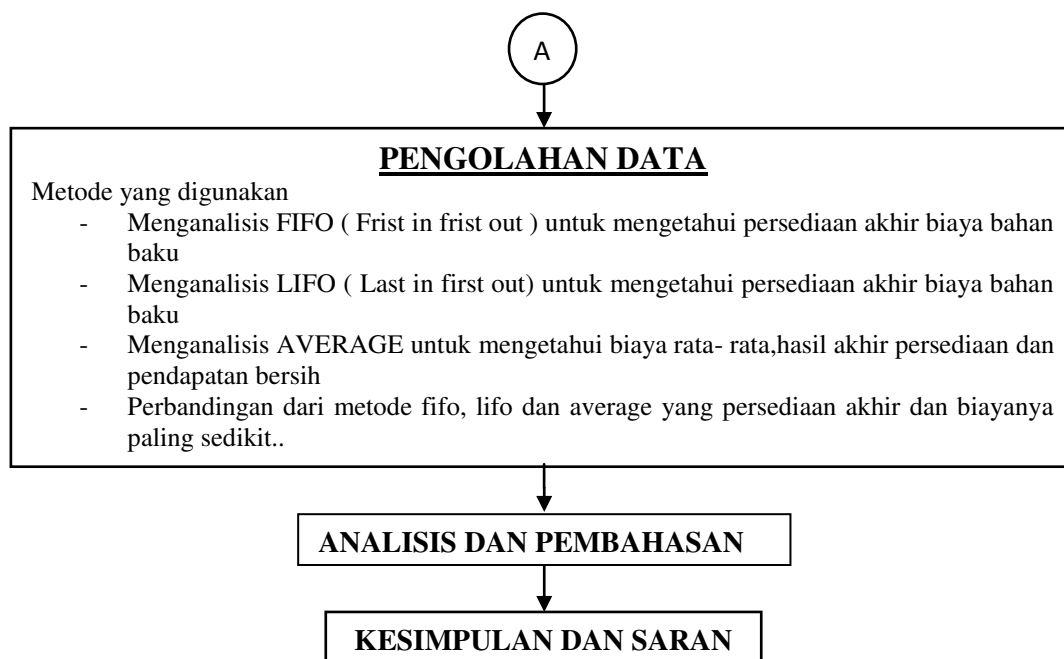 A
PENGOLAHAN DATA
Metode yang digunakan
- Menganalisis FIFO ( Frist in frist out ) untuk mengetahui persediaan akhir biaya bahan
baku
- Menganalisis LIFO ( Last in first out) untuk mengetahui persediaan akhir biaya bahan
baku
- Menganalisis AVERAGE untuk mengetahui biaya rata- rata,hasil akhir persediaan dan
pendapatan bersih
- Perbandingan dari metode fifo, lifo dan average yang persediaan akhir dan biayanya
paling sedikit..
ANALISIS DAN PEMBAHASAN
KESIMPULAN DAN SARAN